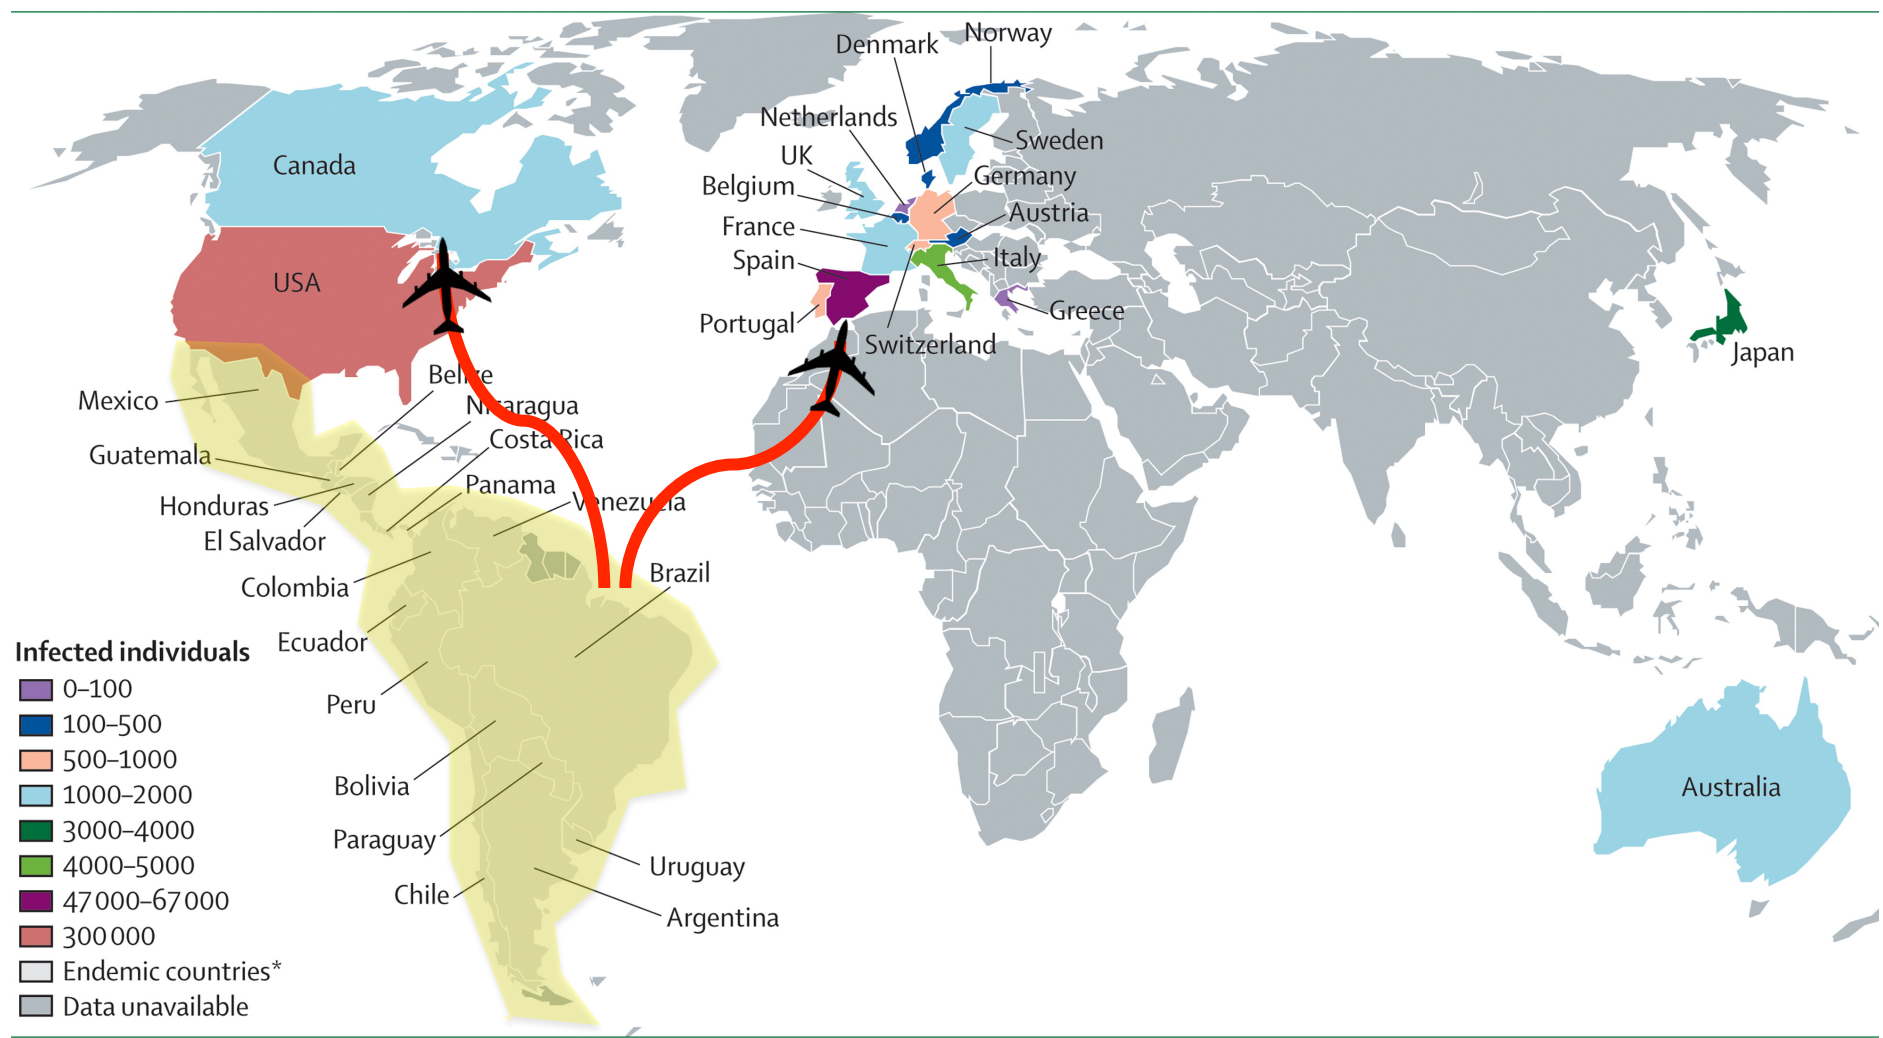 Norway
Denmark
Netherlands
Sweden
UK
Germany
Belgium
Austria
France
Italy
Spain
Greece
Portugal
Switzerland
Canada
USA
Japan
Belize
Mexico
Nicaragua
Costa Rica
Guatemala
Panama
Honduras
Venezuela
El Salvador
Colombia
Brazil
Ecuador
Peru
Bolivia
Australia
Paraguay
Uruguay
Chile
Argentina
Infected individuals
0–100
100–500
500–1000
1000–2000
3000–4000
4000–5000
47 000–67 000
300 000
Endemic countries*
Data unavailable